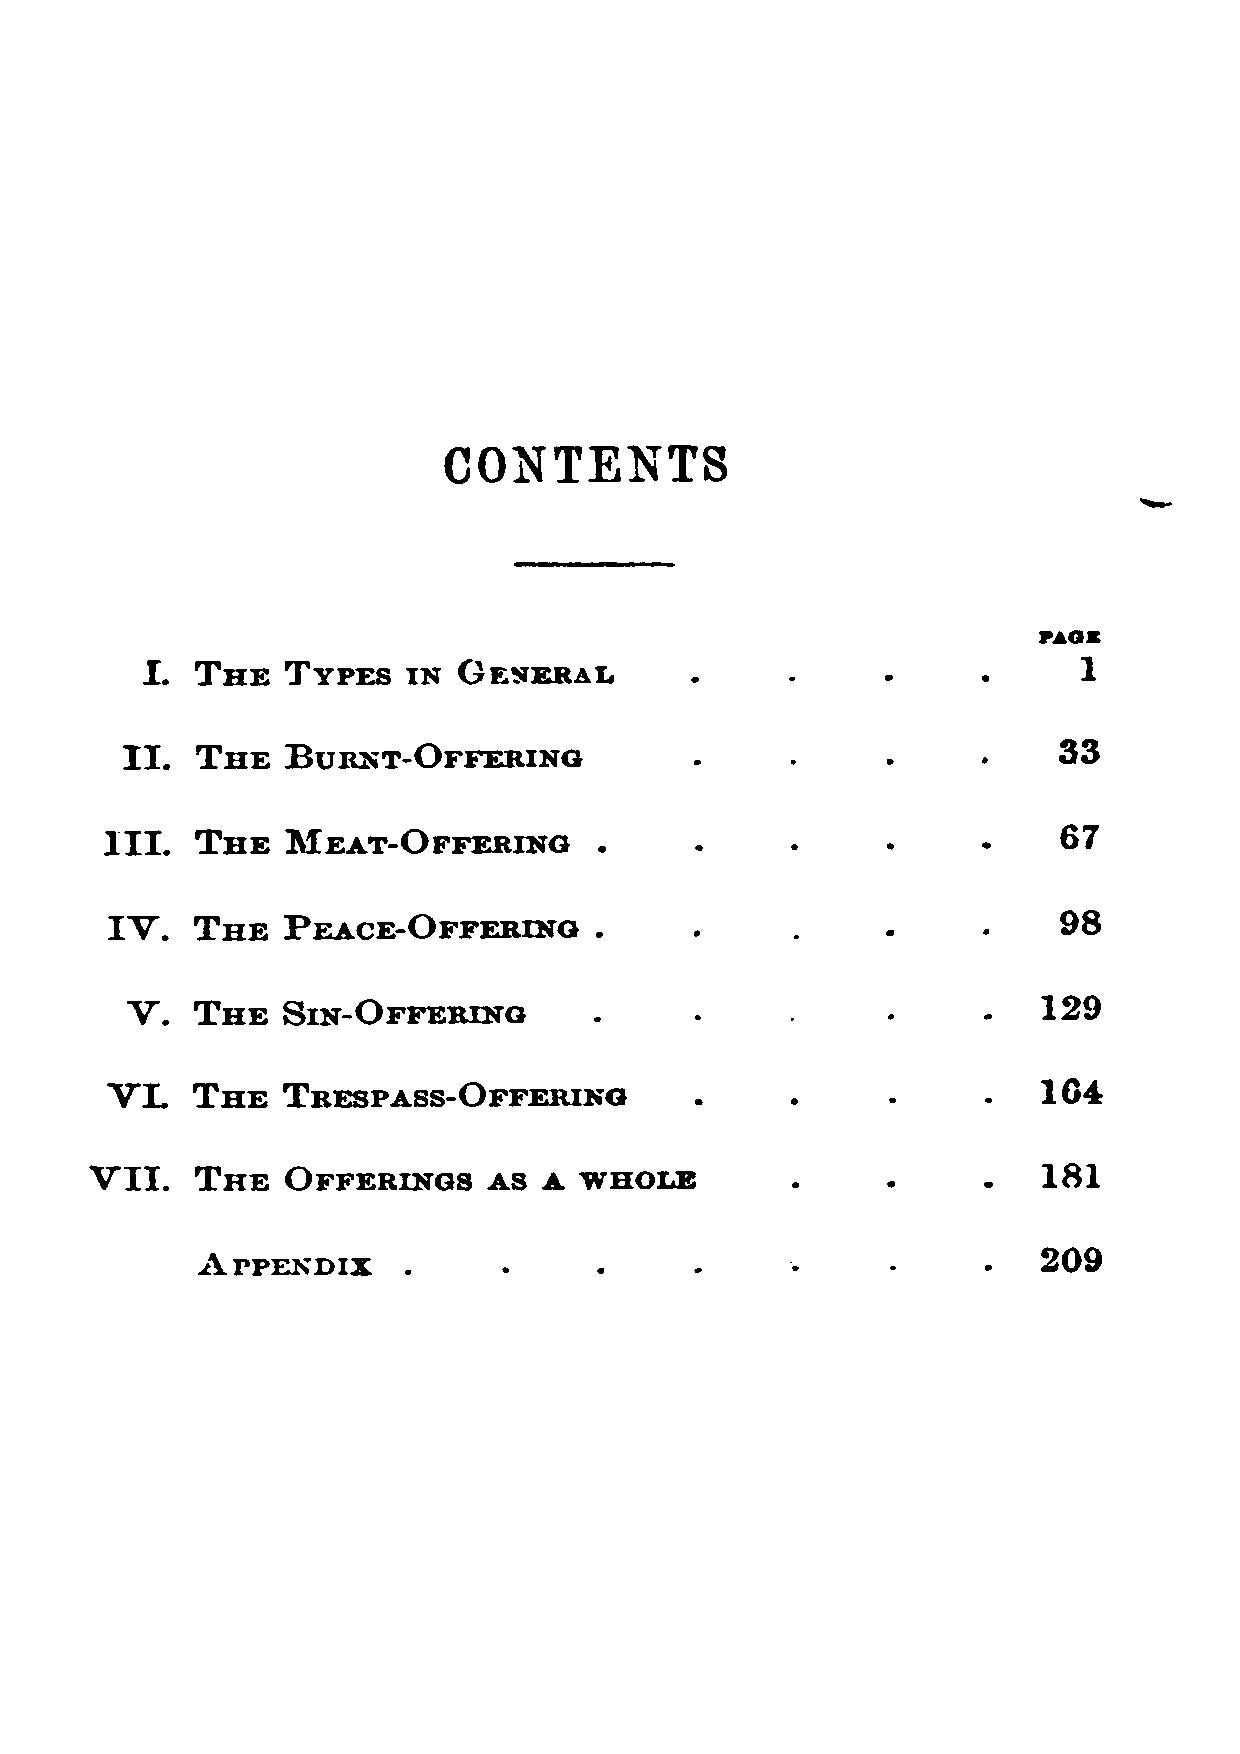 CONTENTS
PAGE
I. THE TYPES IN GENERAL . . . . 1
II. THE BURNT-OFFERING . . . . 33
III. THE MEAT-OFFERING . . . . . 67
IV. THE PEACE-OFFERING . . . . . 98
V. THE SIN-OFFERING . . . . . 129
VI. THE TRESPASS-OFFERING . . . . 164
VII. THE OFFERINGS AS A WHOLE . . . 181
APPENDIX . . . . . . . 209